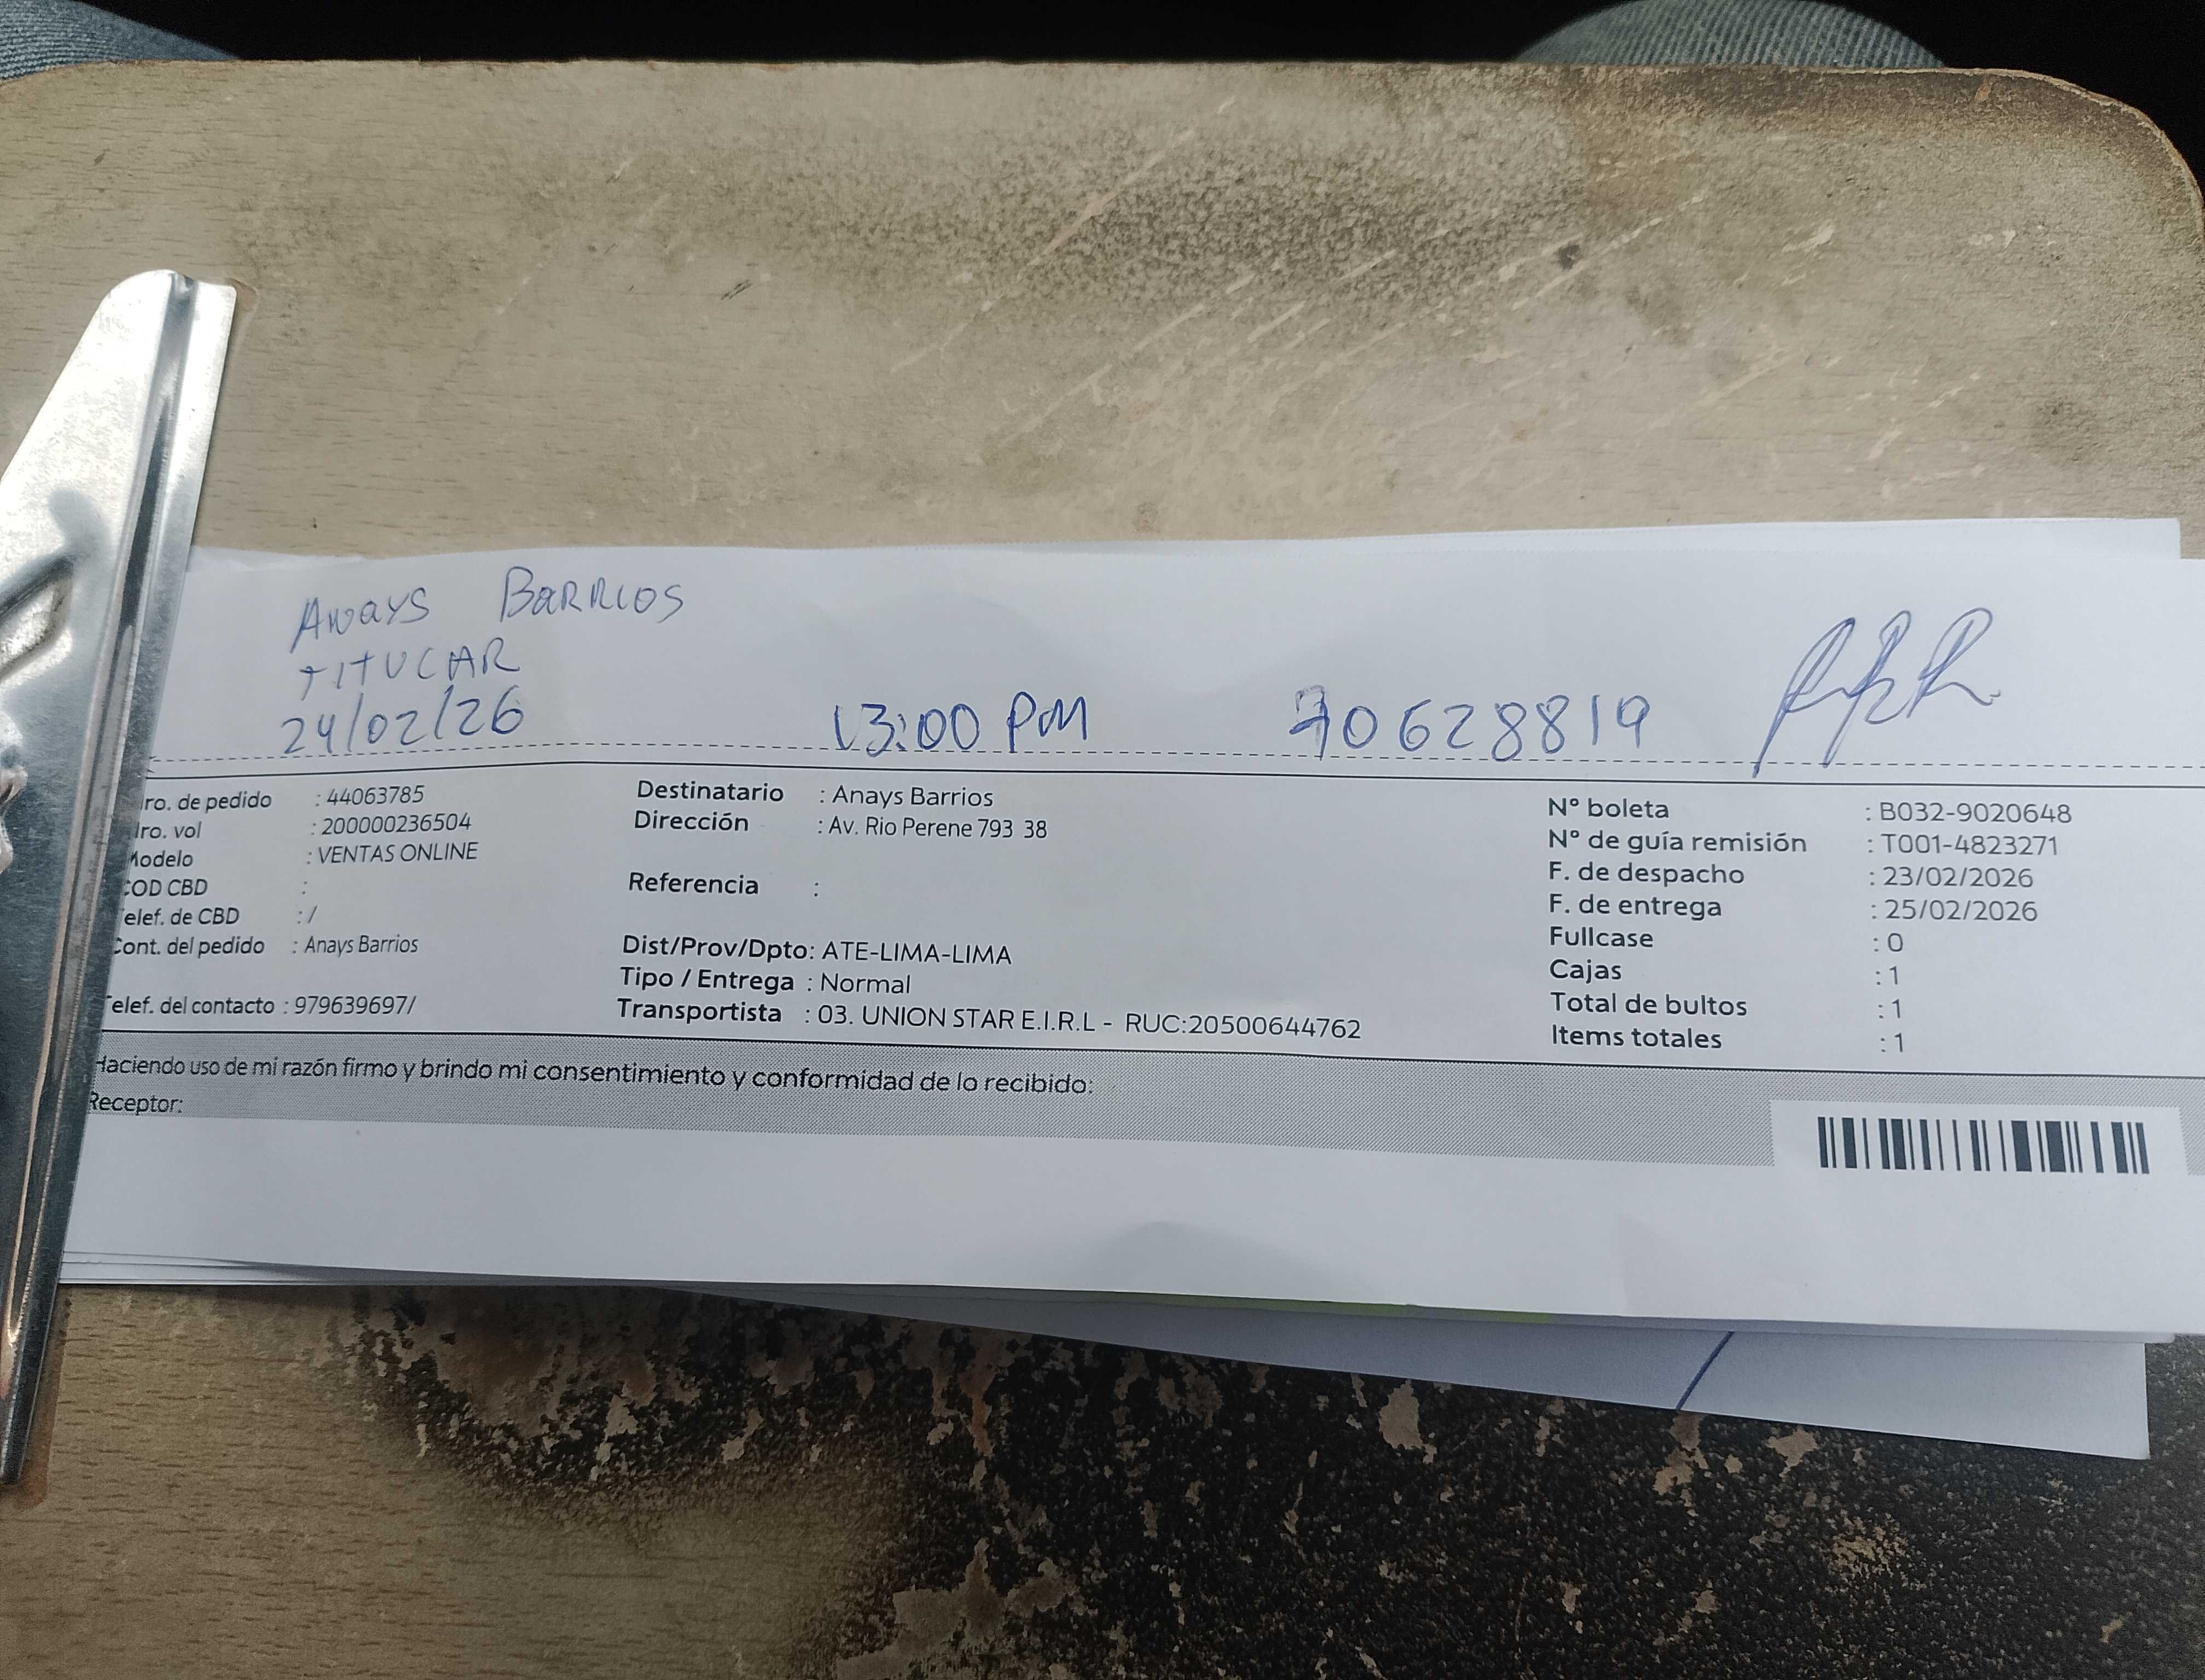 Anays Barrios
TITUCAR
24/02/26 13:00 PM 70628819
ro. de pedido : 44063785
ro. vol : 200000236504
Modelo : VENTAS ONLINE
COD CBD :
elef. de CBD : /
Cont. del pedido : Anays Barrios
Telef. del contacto : 979639697/
Destinatario : Anays Barrios
Dirección : Av. Rio Perene 793 38
Referencia :
Dist/Prov/Dpto: ATE-LIMA-LIMA
Tipo / Entrega : Normal
Transportista : 03. UNION STAR E.I.R.L - RUC:20500644762
N° boleta : B032-9020648
N° de guía remisión : T001-4823271
F. de despacho : 23/02/2026
F. de entrega : 25/02/2026
Fullcase : 0
Cajas : 1
Total de bultos : 1
Items totales : 1
Haciendo uso de mi razón firmo y brindo mi consentimiento y conformidad de lo recibido:
Receptor: